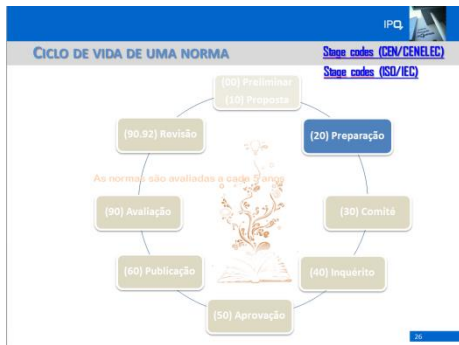 IPQ
CICLO DE VIDA DE UMA NORMA
Stage codes (CEN/CENELEC)
Stage codes (ISO/IEC)
(00) Preliminar
(10) Proposta
(90.92) Revisão
(20) Preparação
As normas são avaliadas a cada 5 anos
(90) Avaliação
(30) Comité
(60) Publicação
(40) Inquérito
(50) Aprovação
26